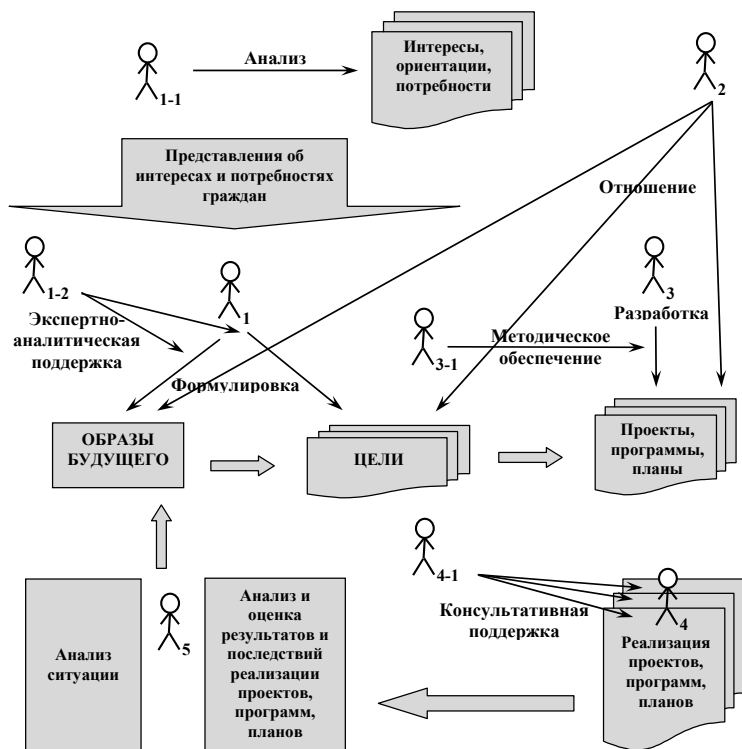 Анализ
Интересы,
ориентации,
потребности
1-1
2
Представления об
интересах и потребностях
граждан
Отношение
1-2
1
3
Экспертно-
аналитическая
поддержка
Разработка
3-1
Методическое
обеспечение
Формулировка
ОБРАЗЫ
БУДУЩЕГО
ЦЕЛИ
Проекты,
программы,
планы
4-1
Консультативная
поддержка
4
Реализация
проектов,
программ,
планов
Анализ
ситуации
5
Анализ и
оценка
результатов и
последствий
реализации
проектов,
программ,
планов